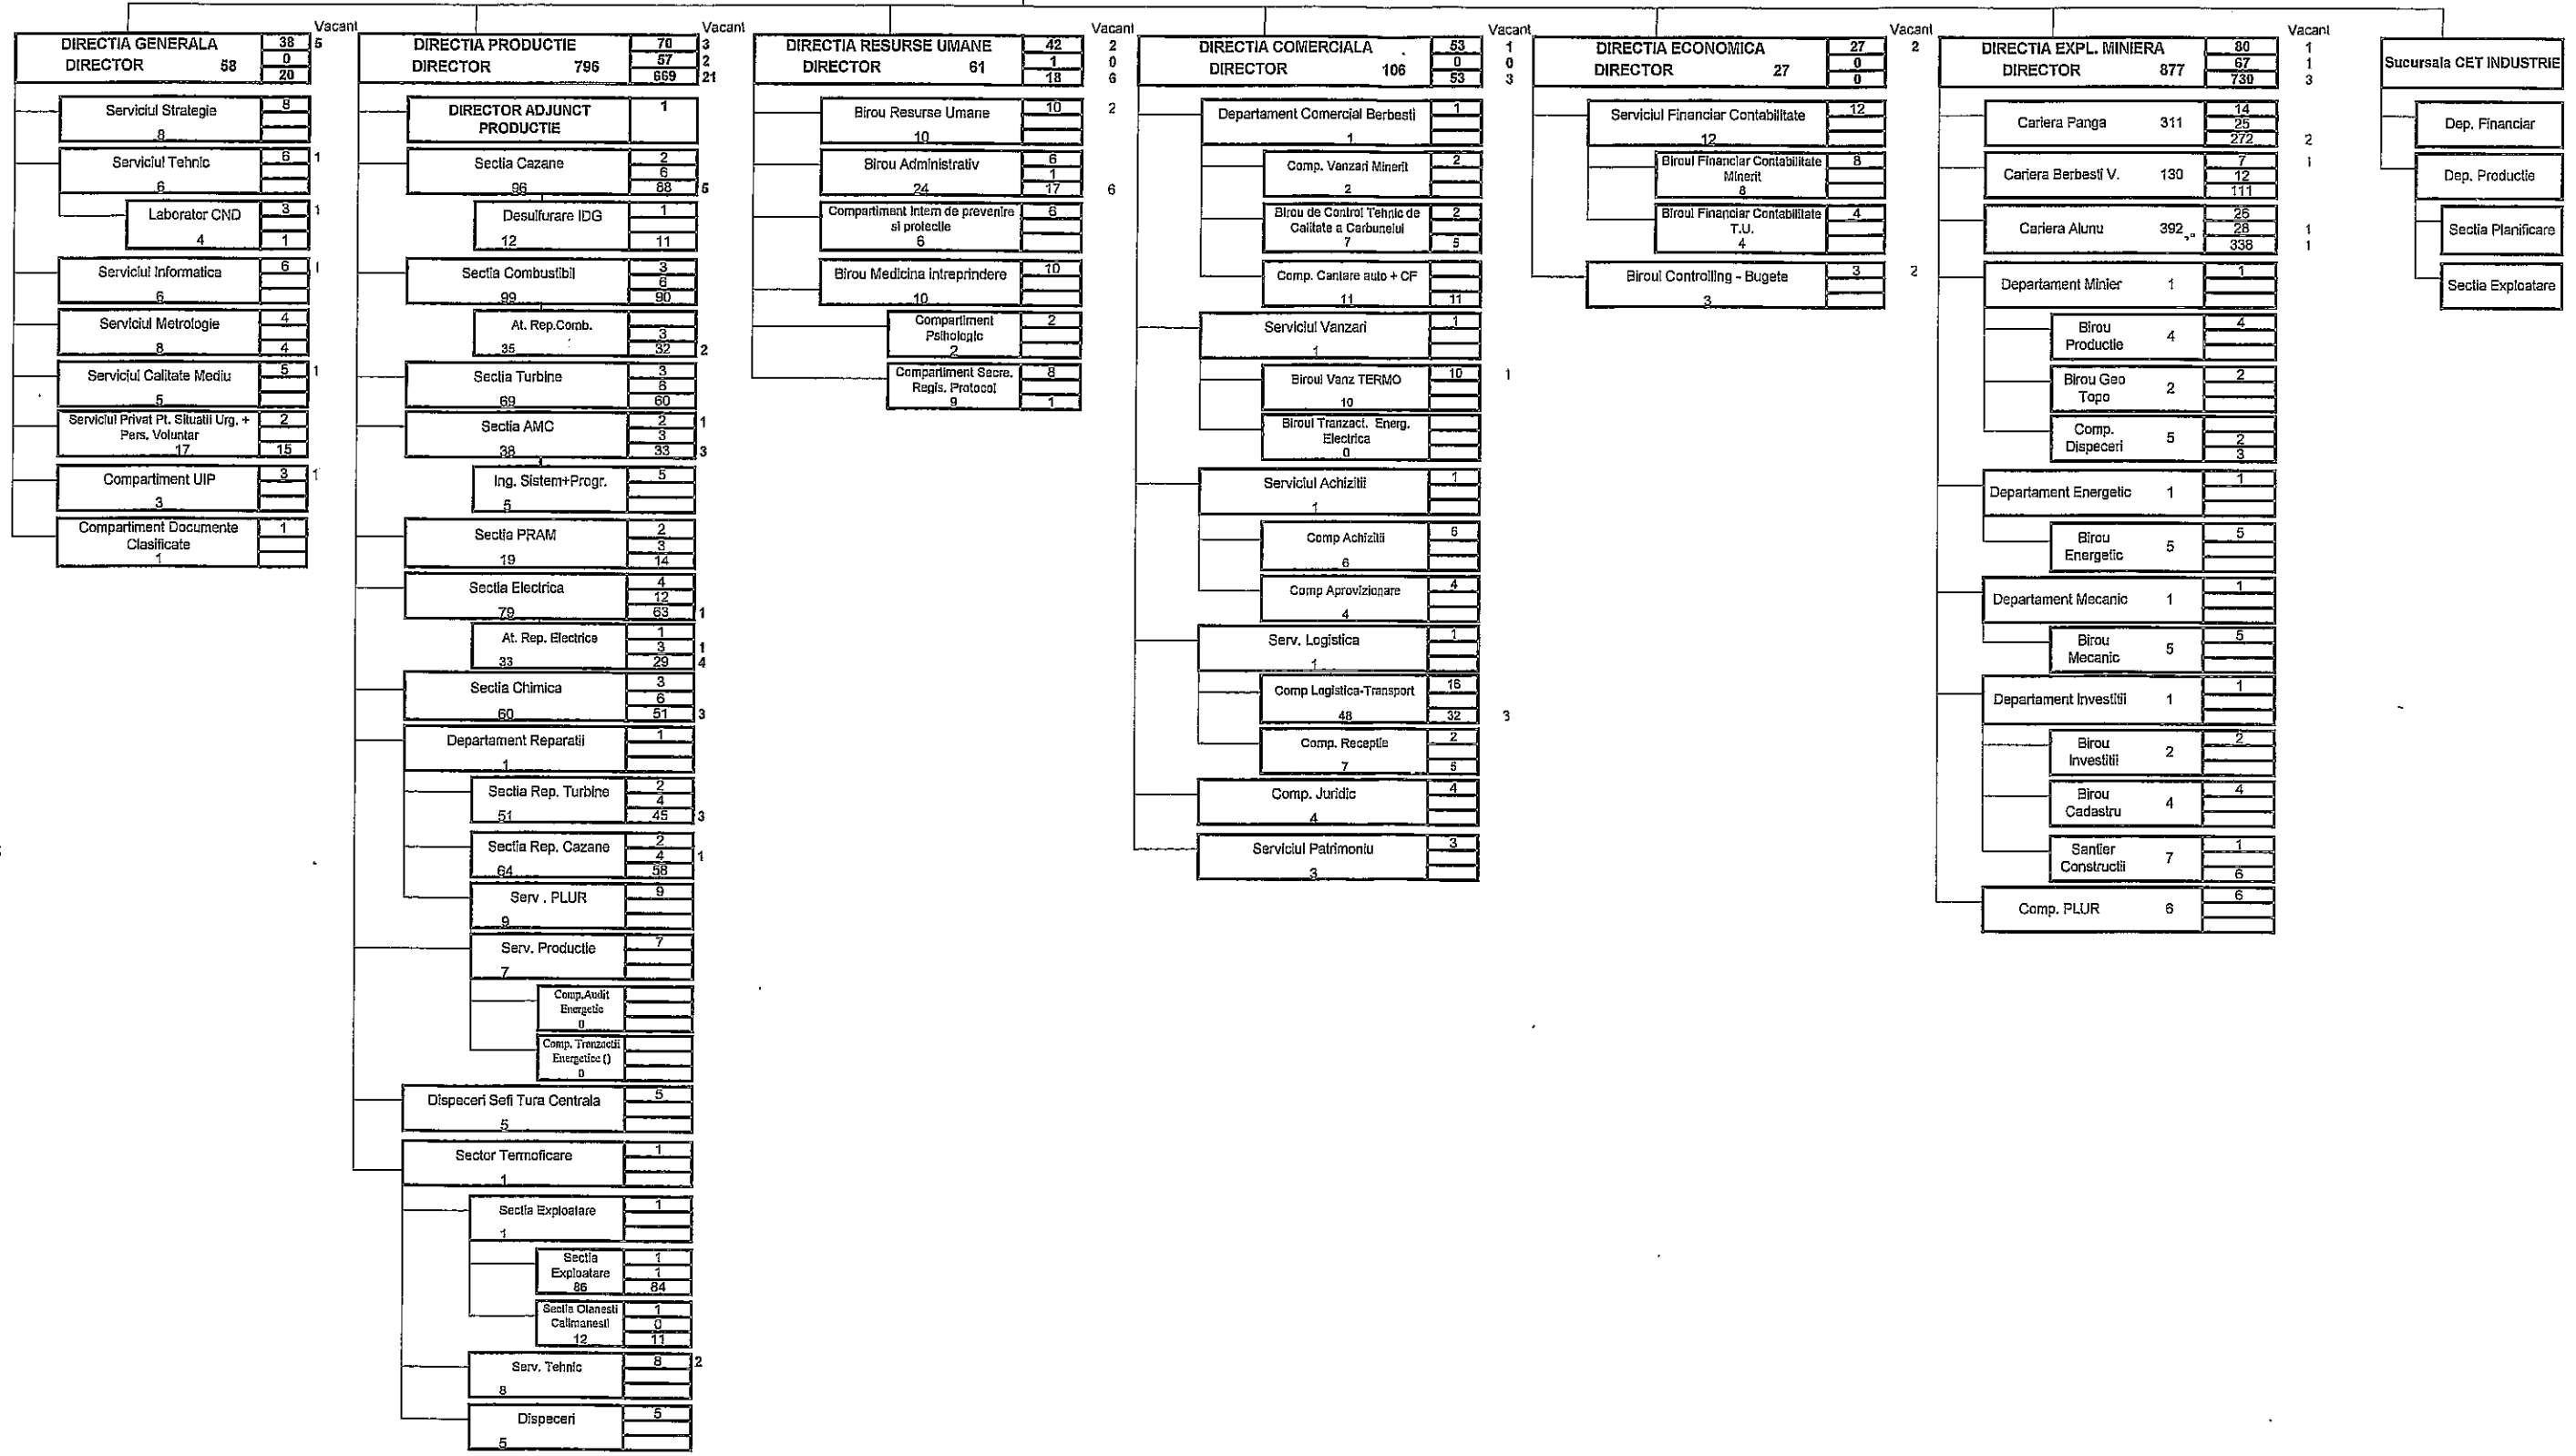 Vacant
DIRECTIA GENERALA 38 5
DIRECTOR 58 0
20
Serviciul Strategie 8
8
Serviciul Tehnic 6 1
6
Laborator CND 3 1
4 1
Serviciul Informatica 6 1
6
Serviciul Metrologie 4
8 4
Serviciul Calitate Mediu 5 1
5
Serviciul Privat Pt. Situatii Urg. + 2
Pers. Voluntar
17 15
Compartiment UIP 3 1
3
Compartiment Documente 1
Clasificate
1
Vacant
DIRECTIA PRODUCTIE 70 3
DIRECTOR 796 57 2
669 21
DIRECTOR ADJUNCT 1
PRODUCTIE
Sectia Cazane 2
6
96 88 5
Desulfurare IDG 1
12 11
Sectia Combustibil 3
6
99 90
At. Rep.Comb.
3
35 32 2
Sectia Turbine 3
6
69 60
Sectia AMC 2 1
3
38 33 3
Ing. Sistem+Progr. 5
5
Sectia PRAM 2
3
19 14
Sectia Electrica 4
12
79 63 1
At. Rep. Electrice 1
3 1
33 29 4
Sectia Chimica 3
6
60 51 3
Departament Reparatii 1
1
Sectia Rep. Turbine 2
4
51 45 3
Sectia Rep. Cazane 2
4 1
64 58
Serv . PLUR 9
9
Serv. Productie 7
7
Comp.Audit
Energetic
0
Comp. Tranzactii
Energetice ()
0
Dispeceri Sefi Tura Centrala 5
5
Sector Termoficare 1
1
Sectia Exploatare 1
1
Sectia 1
Exploatare 1
86 84
Sectia Olanesti 1
Calimanesti 0
12 11
Serv. Tehnic 8 2
8
Dispeceri 5
5
Vacant
DIRECTIA RESURSE UMANE 42 2
DIRECTOR 61 1 0
18 6
Birou Resurse Umane 10 2
10
Birou Administrativ 6
1
24 17 6
Compartiment Intern de prevenire 6
si protectie
6
Birou Medicina intreprindere 10
10
Compartiment 2
Psihologic
2
Compartiment Secre. 8
Regis. Protocol
9 1
Vacant
DIRECTIA COMERCIALA 53 1
DIRECTOR 106 0 0
53 3
Departament Comercial Berbesti 1
1
Comp. Vanzari Minerit 2
2
Birou de Control Tehnic de 2
Calitate a Carbunelui
7 5
Comp. Cantare auto + CF
11 11
Serviciul Vanzari 1
1
Biroul Vanz TERMO 10 1
10
Biroul Tranzact. Energ.
Electrica
0
Serviciul Achizitii 1
1
Comp Achizitii 6
6
Comp Aprovizionare 4
4
Serv. Logistica 1
1
Comp Logistica-Transport 16
48 32 3
Comp. Receptie 2
7 5
Comp. Juridic 4
4
Serviciul Patrimoniu 3
3
Vacant
DIRECTIA ECONOMICA 27 2
DIRECTOR 27 0
0
Serviciul Financiar Contabilitate 12
12
Biroul Financiar Contabilitate 8
Minerit
8
Biroul Financiar Contabilitate 4
T.U.
4
Biroul Controlling - Bugete 3 2
3
Vacant
DIRECTIA EXPL. MINIERA 80 1
DIRECTOR 877 67 1
730 3
Cariera Panga 311 14
25
272 2
Cariera Berbesti V. 130 7 1
12
111
Cariera Alunu 392 26
28 1
338 1
Departament Minier 1 1
Birou
Productie 4 4
Birou Geo
Topo 2 2
Comp.
Dispeceri 5 2
3
Departament Energetic 1 1
Birou
Energetic 5 5
Departament Mecanic 1 1
Birou
Mecanic 5 5
Departament Investitii 1 1
Birou
Investitii 2 2
Birou
Cadastru 4 4
Santier
Constructii 7 1
6
Comp. PLUR 6 6
Sucursala CET INDUSTRIE
Dep. Financiar
Dep. Productie
Sectia Planificare
Sectia Exploatare